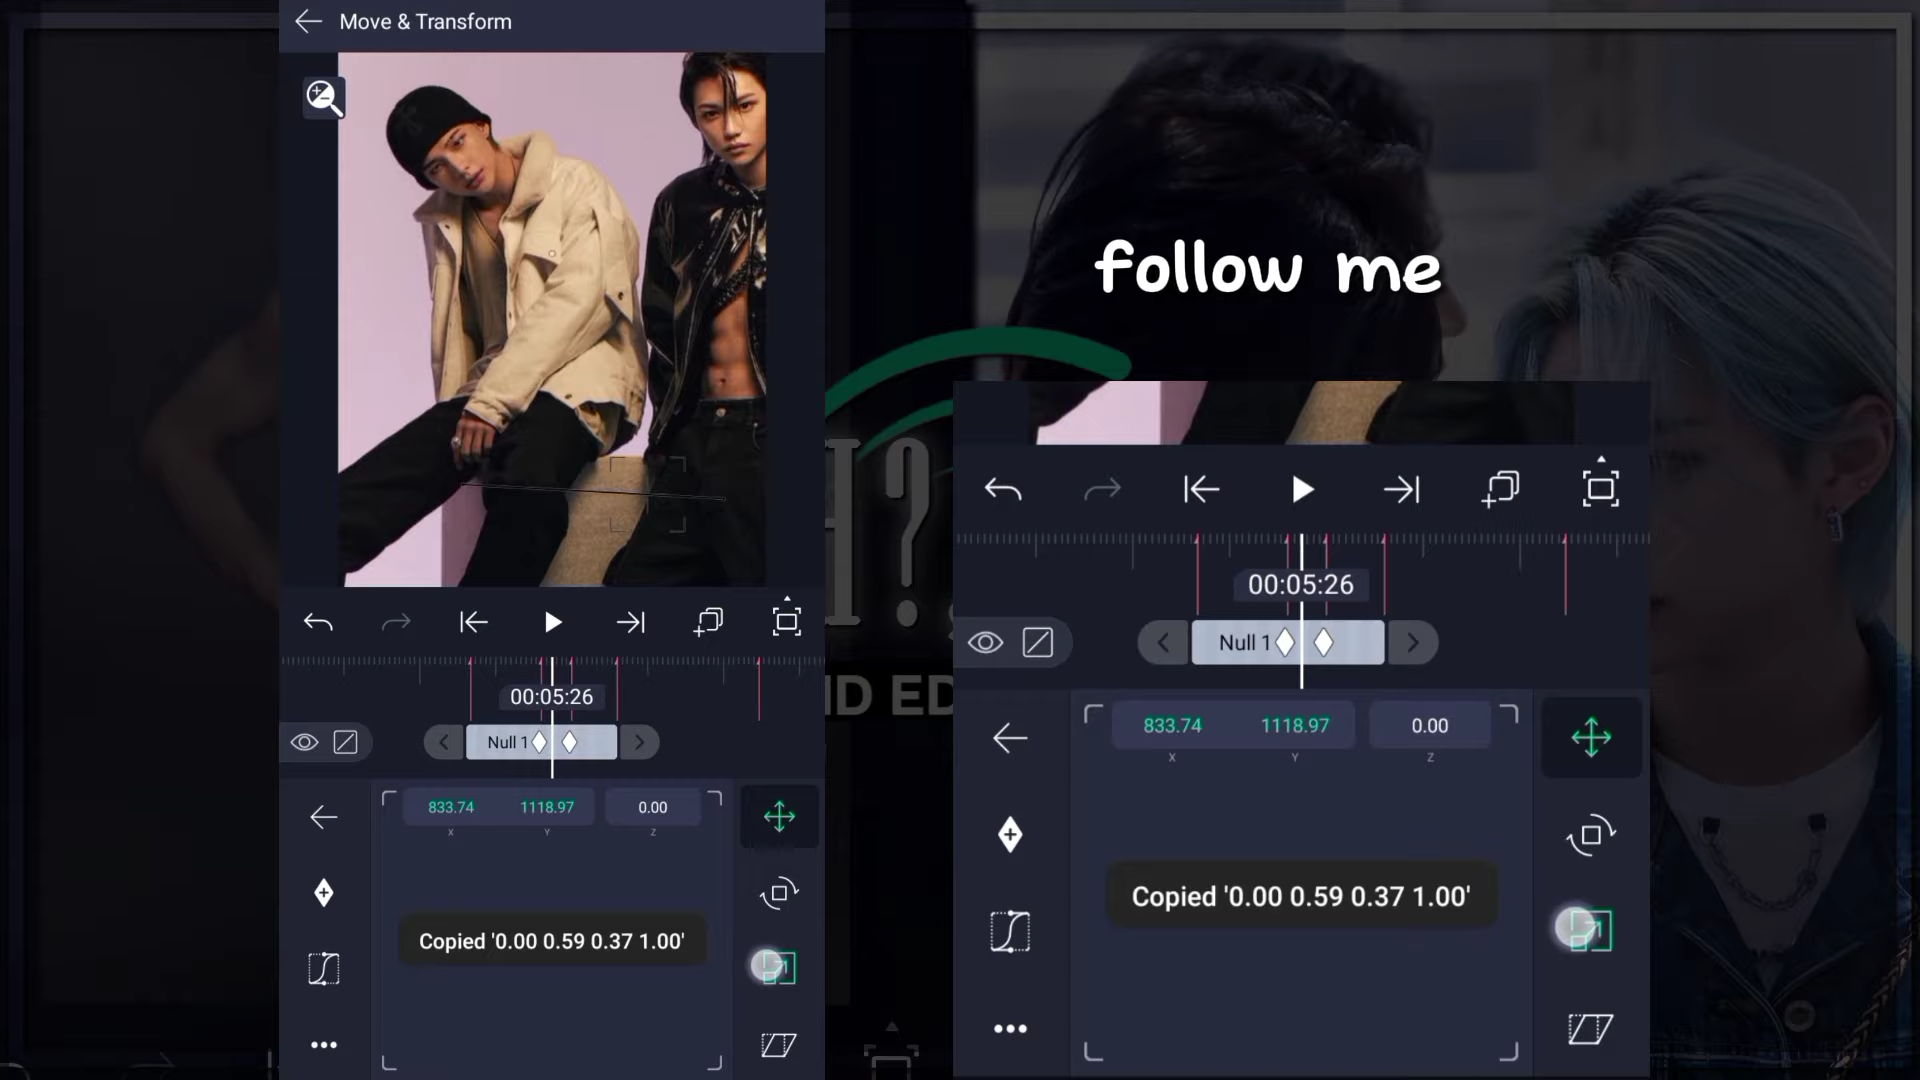 Move & Transform
follow me
H?
ND ED
00:05:26
Null 1
833.74 1118.97 0.00
X Y Z
Copied '0.00 0.59 0.37 1.00'
00:05:26
Null 1
833.74 1118.97 0.00
X Y Z
Copied '0.00 0.59 0.37 1.00'